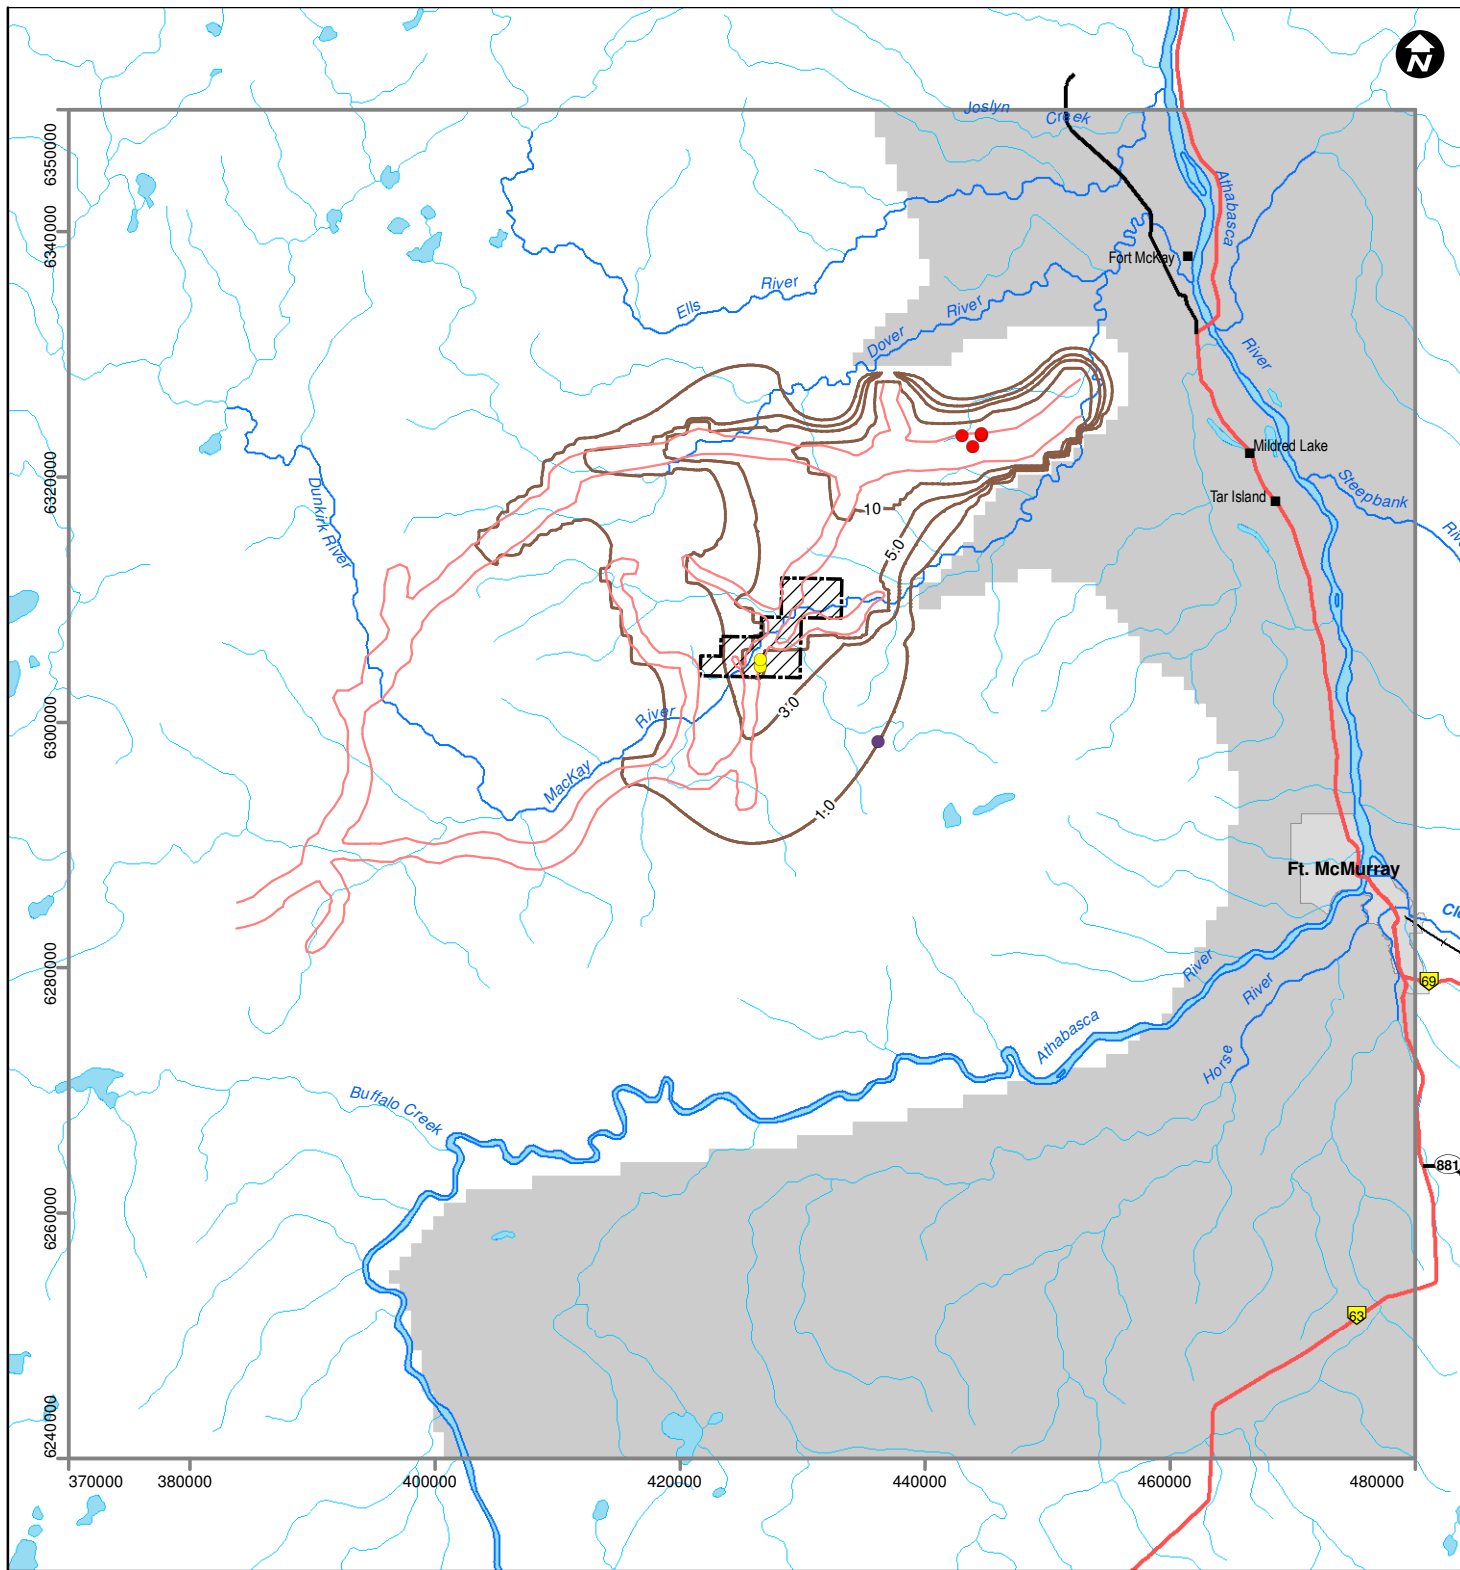 N
Joslyn
Creek
6350000
Athabasca
6340000
Fort McKay
River
Ells
River
Dover
River
Mildred Lake
Steepbank
Tar Island
6320000
Dunkirk River
10
5.0
River
3.0
6300000
MacKay
1.0
Ft. McMurray
River
River
69
6280000
Athabasca
Horse
Buffalo Creek
881
6260000
63
6240000
370000 380000 400000 420000 440000 460000 480000